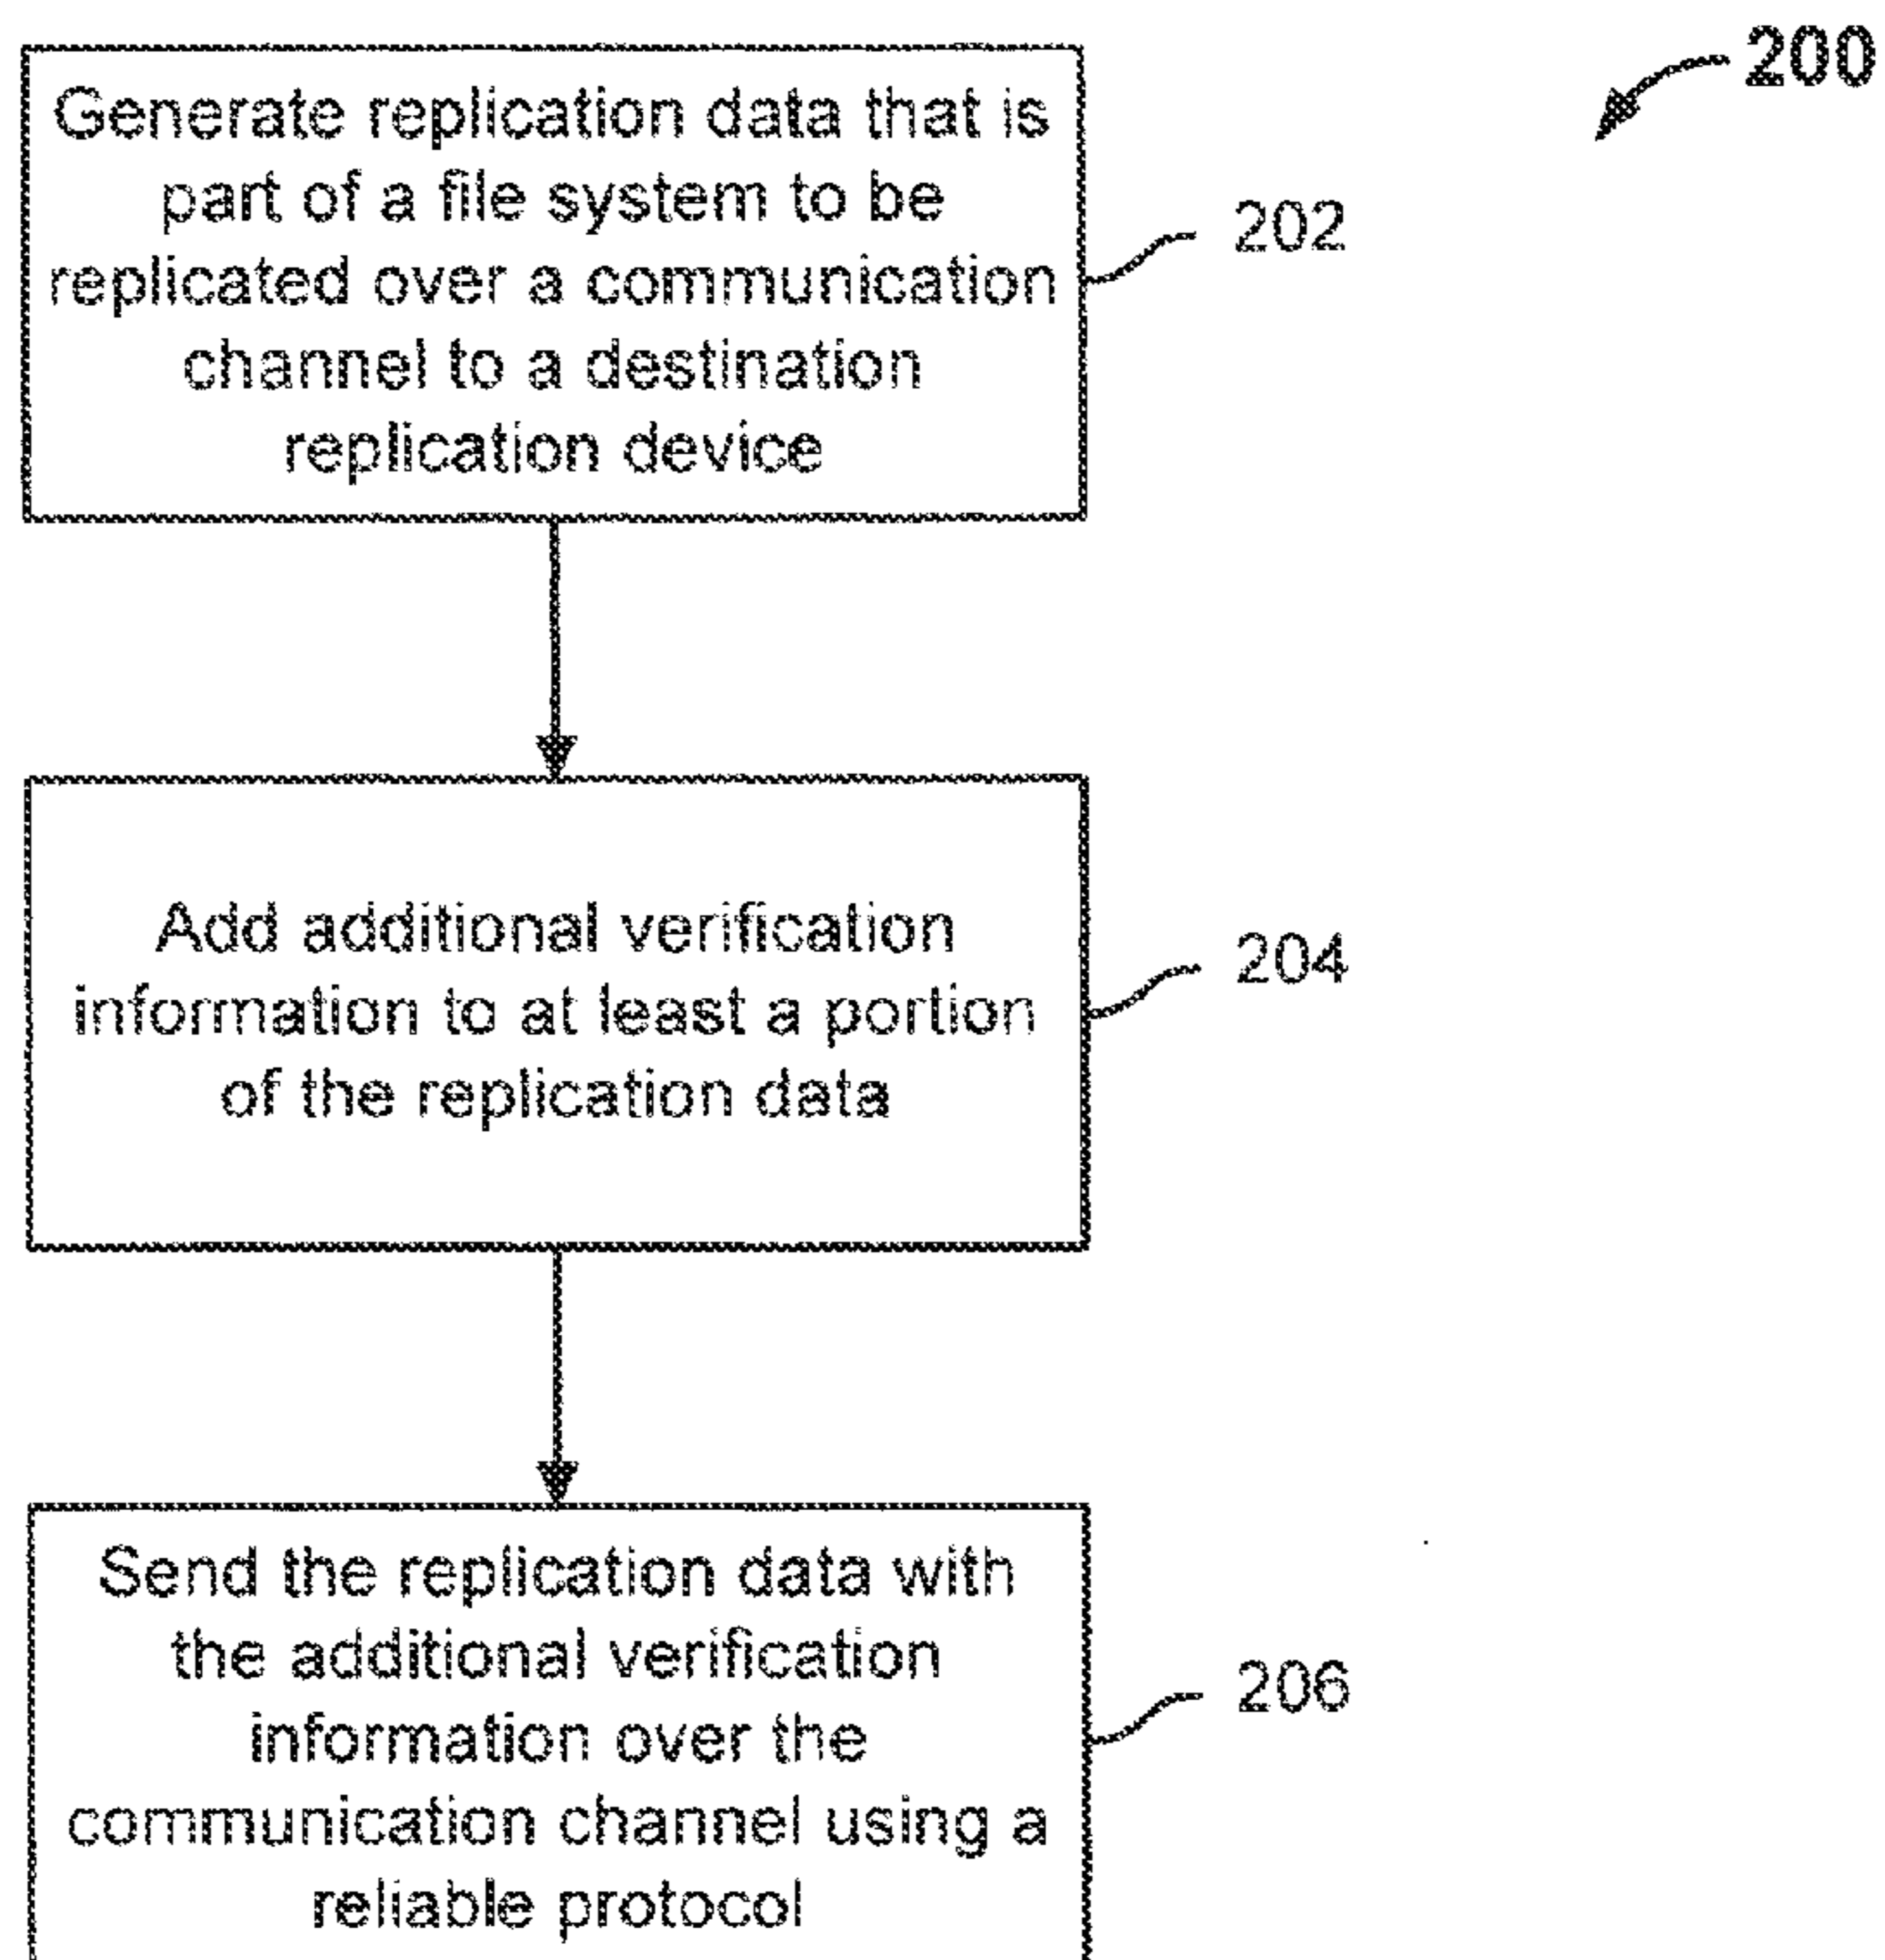 200
Generate replication data that is
part of a file system to be
replicated over a communication
channel to a destination
replication device
202
Add additional verification
information to at least a portion
of the replication data
204
Send the replication data with
the additional verification
information over the
communication channel using a
reliable protocol
206